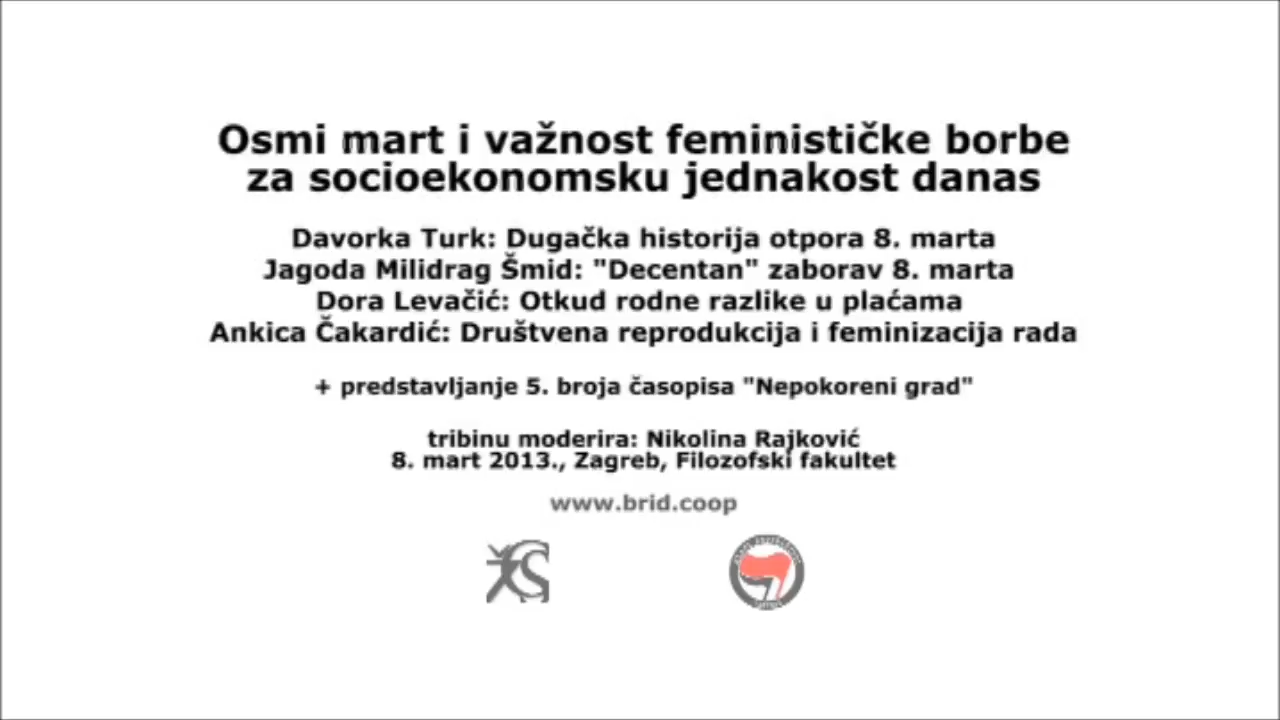 Osmi mart i važnost feminističke borbe
za socioekonomsku jednakost danas
Davorka Turk: Dugačka historija otpora 8. marta
Jagoda Milidrag Šmid: "Decentan" zaborav 8. marta
Dora Levačić: Otkud rodne razlike u plaćama
Ankica Čakardić: Društvena reprodukcija i feminizacija rada
+ predstavljanje 5. broja časopisa "Nepokoreni grad"
tribinu moderira: Nikolina Rajković
8. mart 2013., Zagreb, Filozofski fakultet
www.brid.coop